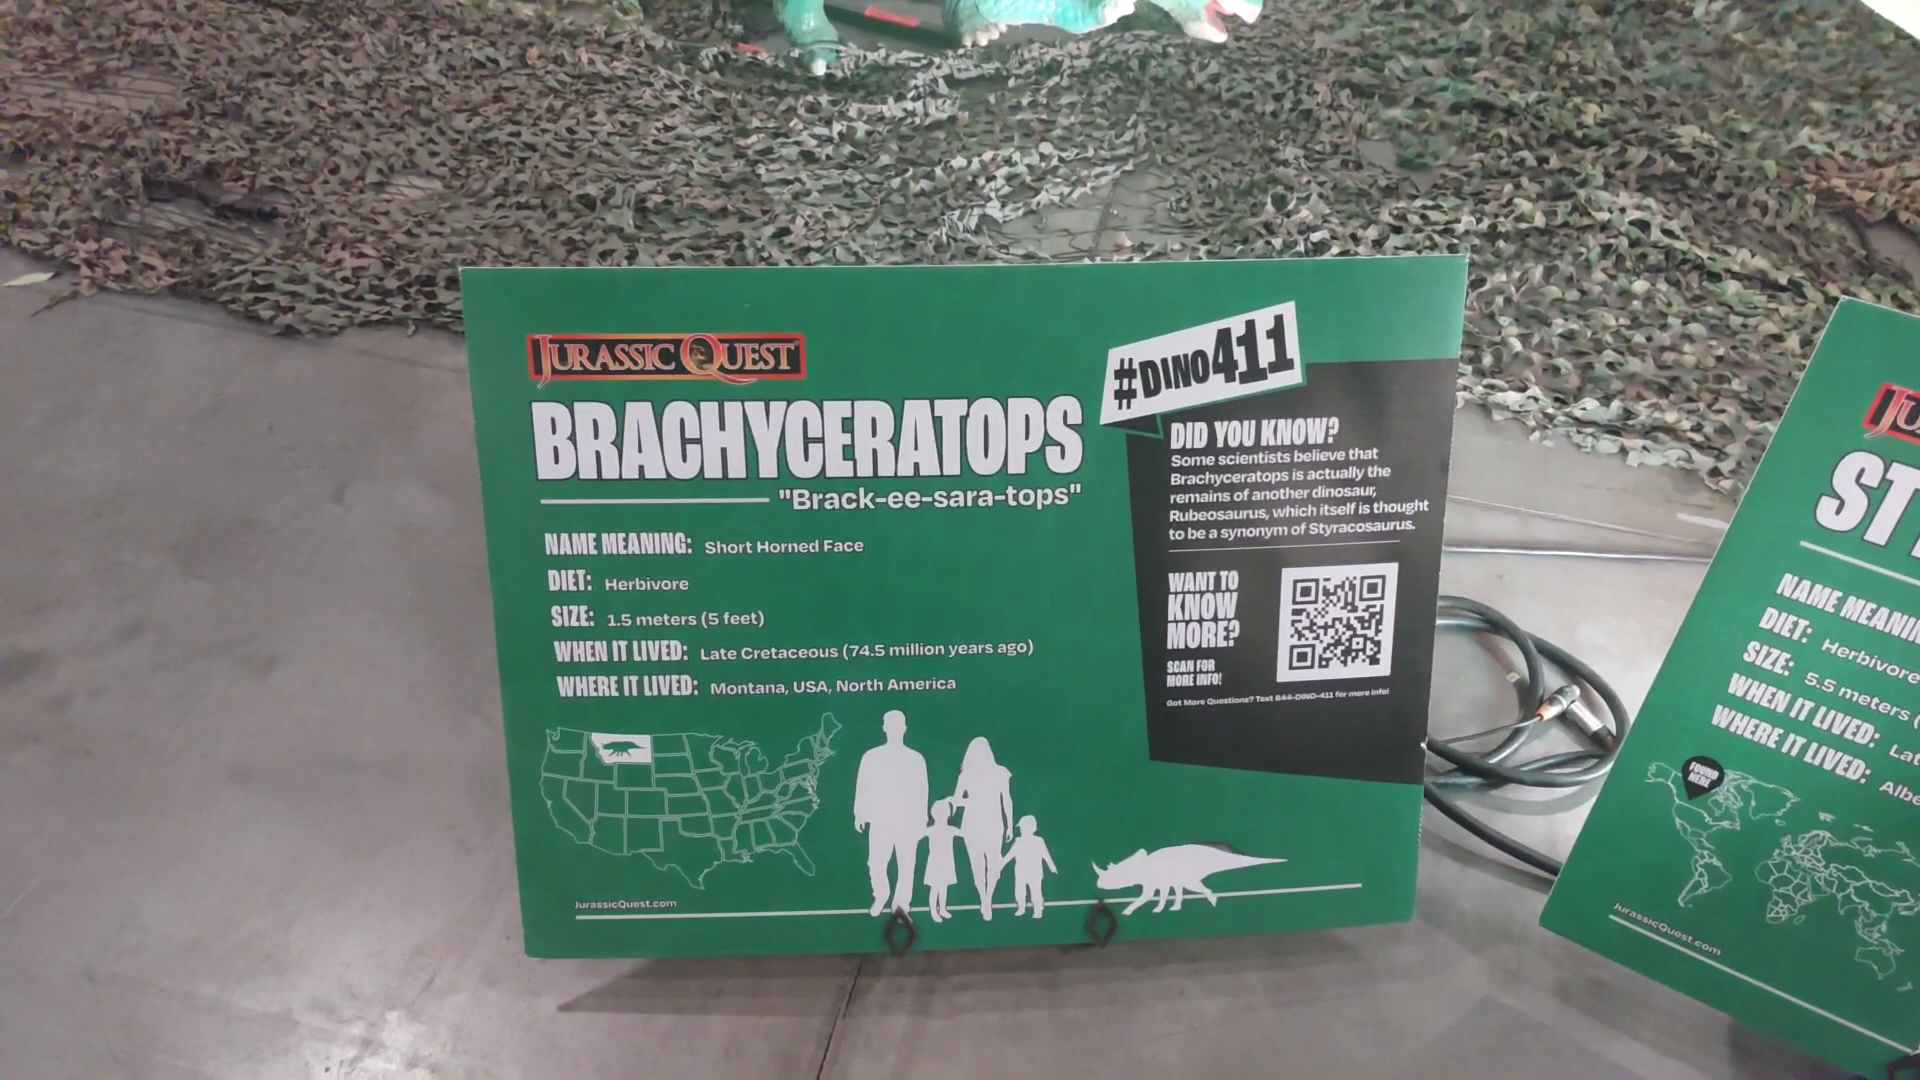 JURASSIC QUEST
BRACHYCERATOPS
"Brack-ee-sara-tops"
NAME MEANING: Short Horned Face
DIET: Herbivore
SIZE: 1.5 meters (5 feet)
WHEN IT LIVED: Late Cretaceous (74.5 million years ago)
WHERE IT LIVED: Montana, USA, North America
JurassicQuest.com
#DINO411
DID YOU KNOW?
Some scientists believe that
Brachyceratops is actually the
remains of another dinosaur,
Rubeosaurus, which itself is thought
to be a synonym of Styracosaurus.
WANT TO
KNOW
MORE?
SCAN FOR
MORE INFO!
Got More Questions? Text 844-DINO-411 for more info!
JU
ST
NAME MEANIN
DIET: Herbivore
SIZE: 5.5 meters (
WHEN IT LIVED: Lat
WHERE IT LIVED: Albe
FOUND
HERE
JurassicQuest.com